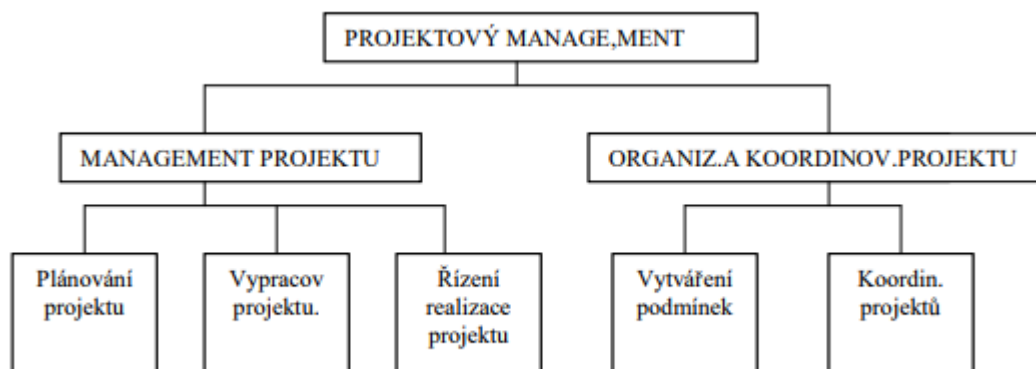 PROJEKTOVÝ MANAGE,MENT
MANAGEMENT PROJEKTU
ORGANIZ.A KOORDINOV.PROJEKTU
Plánování
projektu
Vypracov
projektu.
Řízení
realizace
projektu
Vytváření
podmínek
Koordin.
projektů